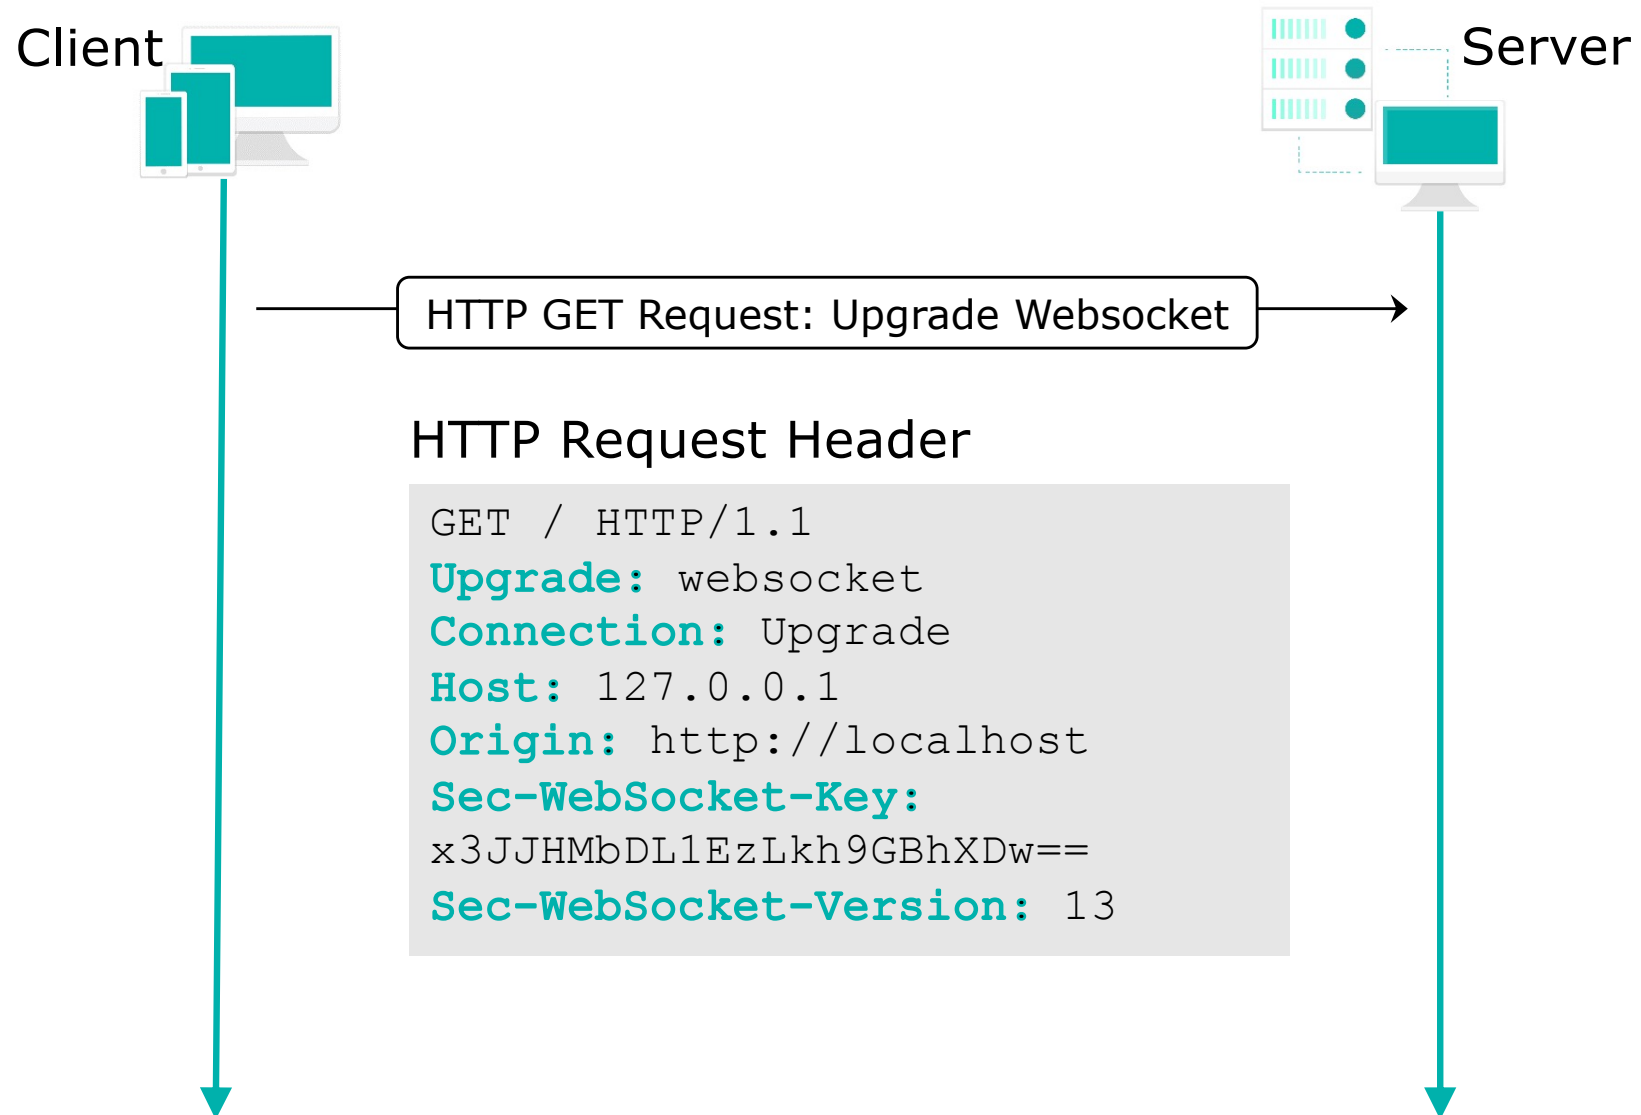 Client
Server
HTTP GET Request: Upgrade Websocket
HTTP Request Header
GET / HTTP/1.1
Upgrade: websocket
Connection: Upgrade
Host: 127.0.0.1
Origin: http://localhost
Sec-WebSocket-Key:
x3JJHMbDL1EzLkh9GBhXDw==
Sec-WebSocket-Version: 13